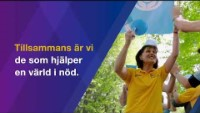 Tillsammans är vi
de som hjälper
en värld i nöd.